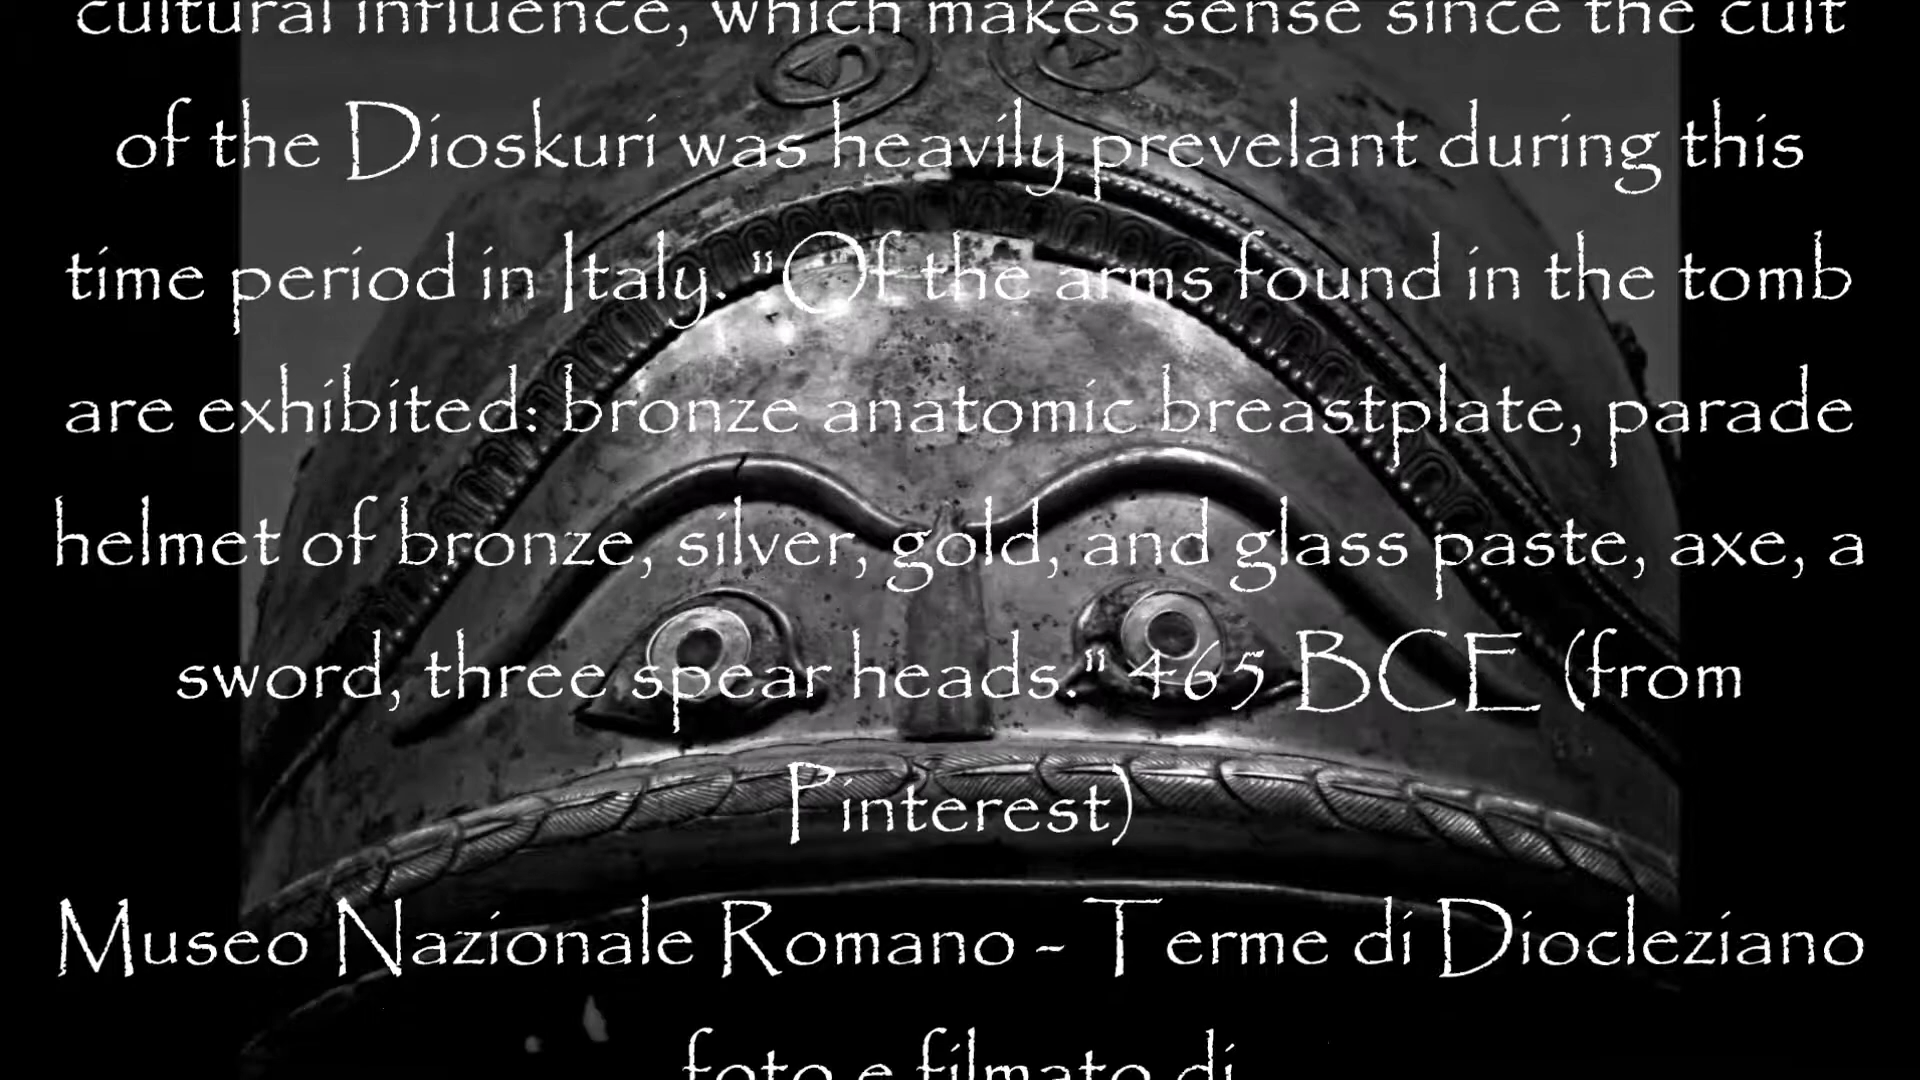 cultural influence, which makes sense since the cult
of the Dioskuri was heavily prevelant during this
time period in Italy. "Of the arms found in the tomb
are exhibited: bronze anatomic breastplate, parade
helmet of bronze, silver, gold, and glass paste, axe, a
sword, three spear heads." 465 BCE (from
Pinterest)
Museo Nazionale Romano - Terme di Diocleziano
foto e filmato di